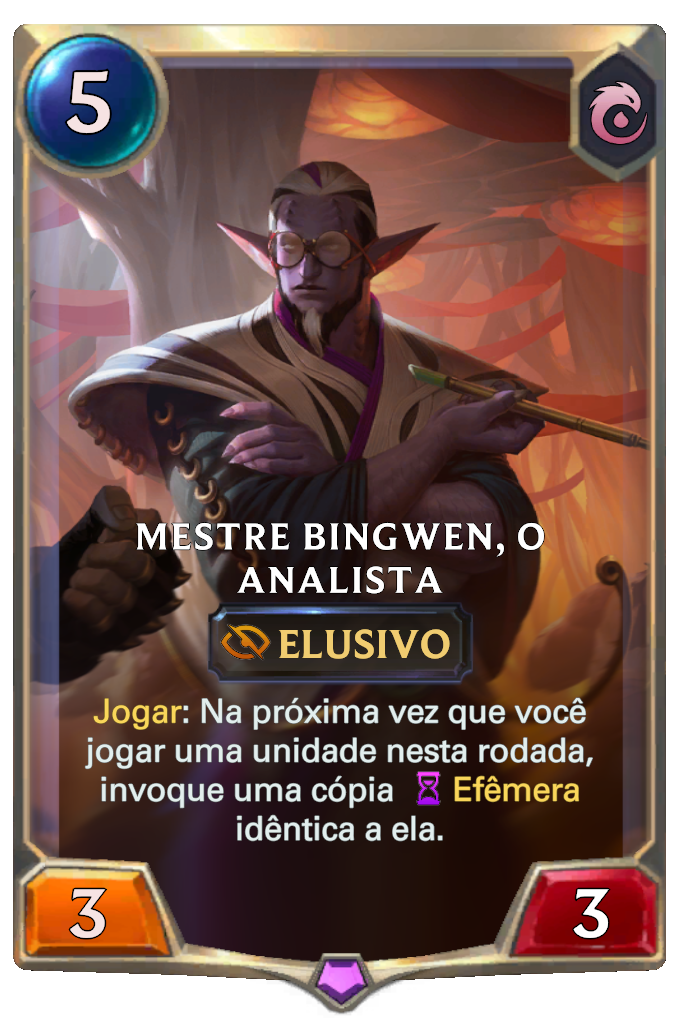 5
MESTRE BINGWEN, O
ANALISTA
ELUSIVO
Jogar: Na próxima vez que você
jogar uma unidade nesta rodada,
invoque uma cópia Efêmera
idêntica a ela.
3
3